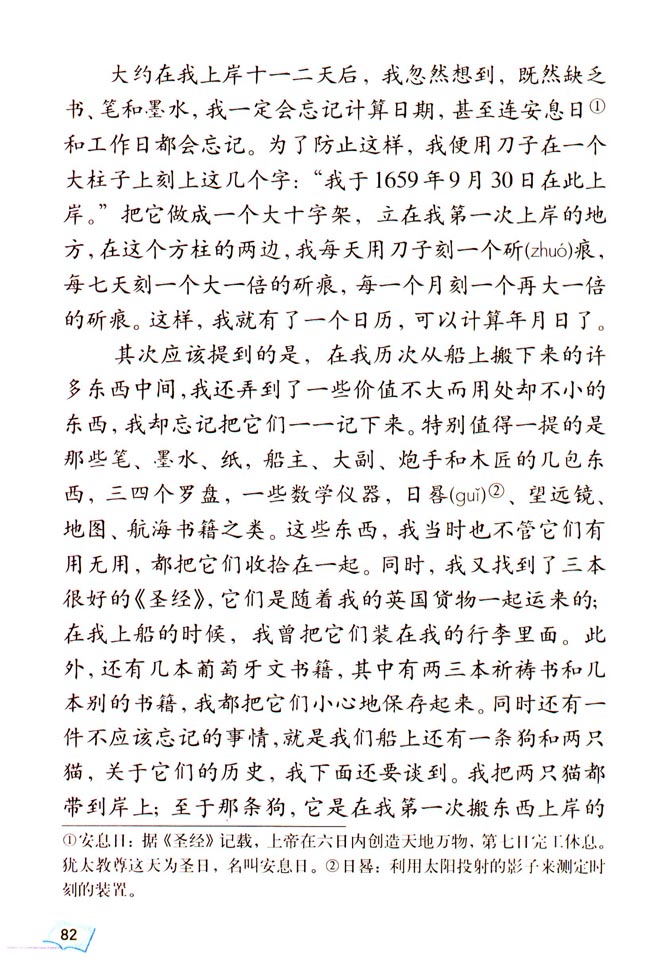 大约在我上岸十一二天后，我忽然想到，既然缺乏
书、笔和墨水，我一定会忘记计算日期，甚至连安息日①
和工作日都会忘记。为了防止这样，我便用刀子在一个
大柱子上刻上这几个字：“我于1659年9月30日在此上
岸。”把它做成一个大十字架，立在我第一次上岸的地
方，在这个方柱的两边，我每天用刀子刻一个斫(zhuó)痕，
每七天刻一个大一倍的斫痕，每一个月刻一个再大一倍
的斫痕。这样，我就有了一个日历，可以计算年月日了。
其次应该提到的是，在我历次从船上搬下来的许
多东西中间，我还弄到了一些价值不大而用处却不小的
东西，我却忘记把它们一一记下来。特别值得一提的是
那些笔、墨水、纸，船主、大副、炮手和木匠的几包东
西，三四个罗盘，一些数学仪器，日晷(guǐ)②、望远镜、
地图、航海书籍之类。这些东西，我当时也不管它们有
用无用，都把它们收拾在一起。同时，我又找到了三本
很好的《圣经》，它们是随着我的英国货物一起运来的；
在我上船的时候，我曾把它们装在我的行李里面。此
外，还有几本葡萄牙文书籍，其中有两三本祈祷书和几
本别的书籍，我都把它们小心地保存起来。同时还有一
件不应该忘记的事情，就是我们船上还有一条狗和两只
猫，关于它们的历史，我下面还要谈到。我把两只猫都
带到岸上；至于那条狗，它是在我第一次搬东西上岸的
①安息日：据《圣经》记载，上帝在六日内创造天地万物，第七日完工休息。
犹太教尊这天为圣日，名叫安息日。②日晷：利用太阳投射的影子来测定时
刻的装置。
82